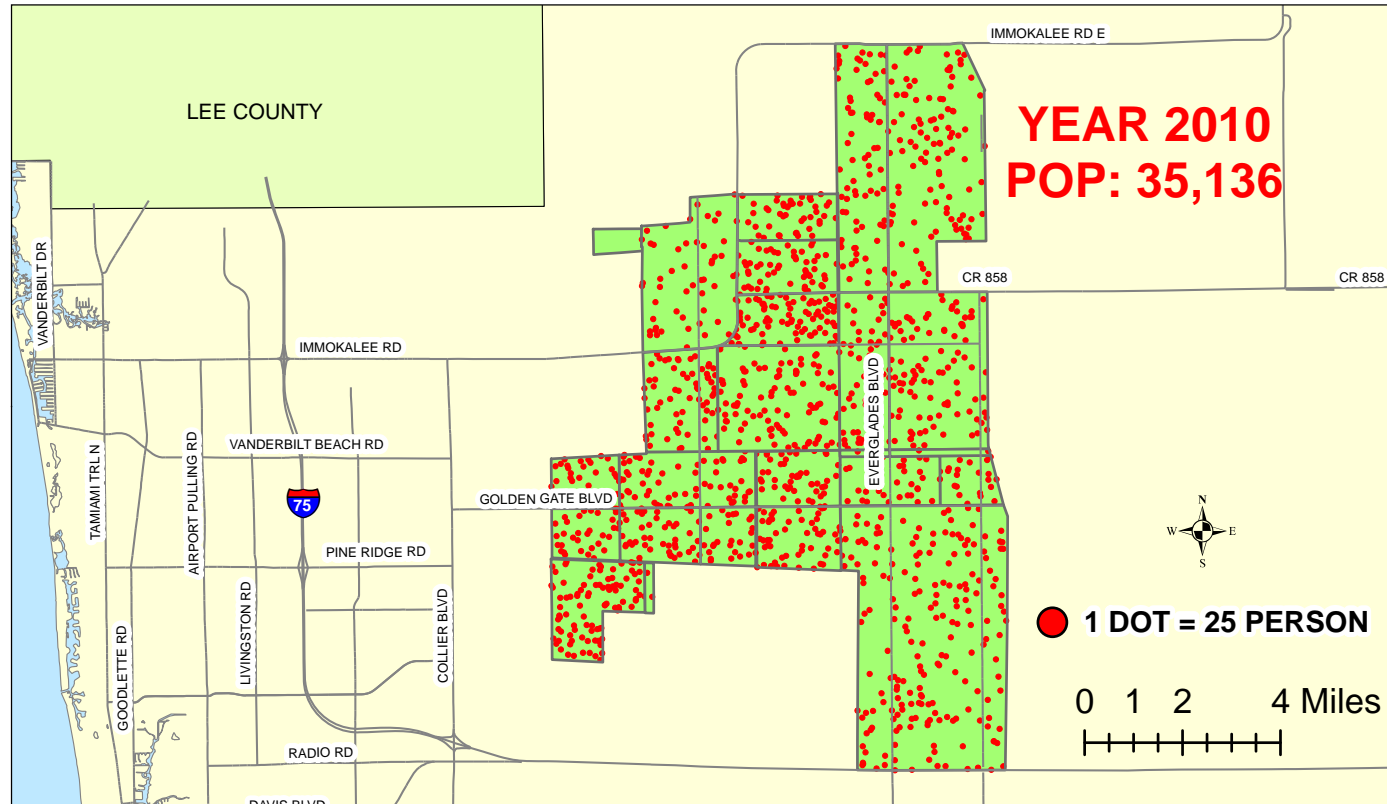 IMMOKALEE RD E
LEE COUNTY
YEAR 2010
POP: 35,136
VANDERBILT DR
CR 858
CR 858
IMMOKALEE RD
EVERGLADES BLVD
VANDERBILT BEACH RD
TAMIAMI TRL N
AIRPORT PULLING RD
75
GOLDEN GATE BLVD
N
W E
S
PINE RIDGE RD
LIVINGSTON RD
COLLIER BLVD
GOODLETTE RD
1 DOT = 25 PERSON
0 1 2 4 Miles
RADIO RD
DAVIS BLVD